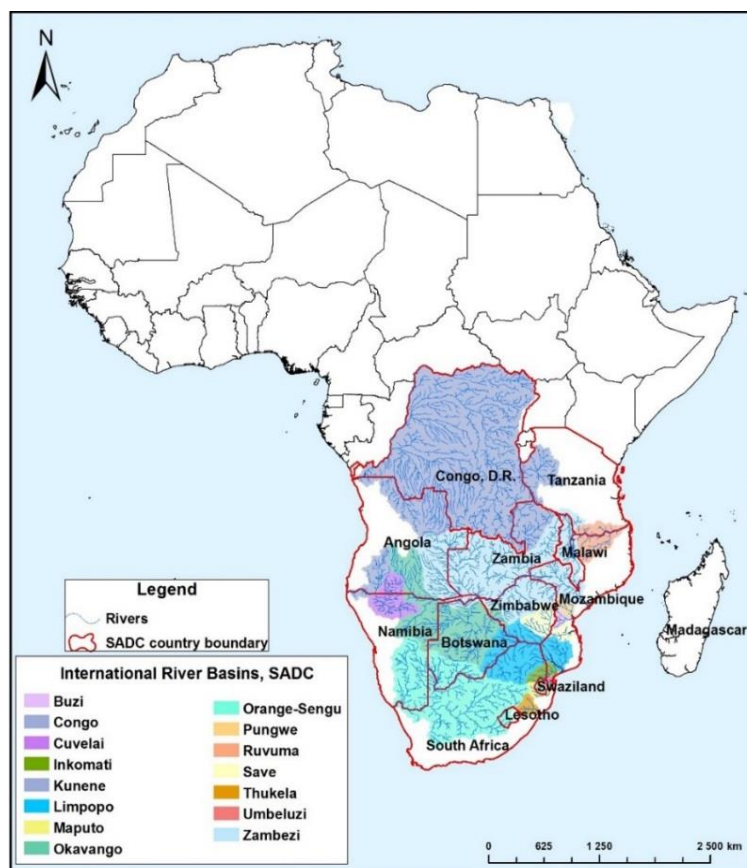 N
Congo, D.R.
Tanzania
Angola
Zambia
Malawi
Mozambique
Zimbabwe
Madagascar
Namibia
Botswana
Swaziland
Lesotho
South Africa
Legend
Rivers
SADC country boundary
International River Basins, SADC
Buzi
Congo
Cuvelai
Inkomati
Kunene
Limpopo
Maputo
Okavango
Orange-Sengu
Pungwe
Ruvuma
Save
Thukela
Umbeluzi
Zambezi
0 625 1 250 2 500 km